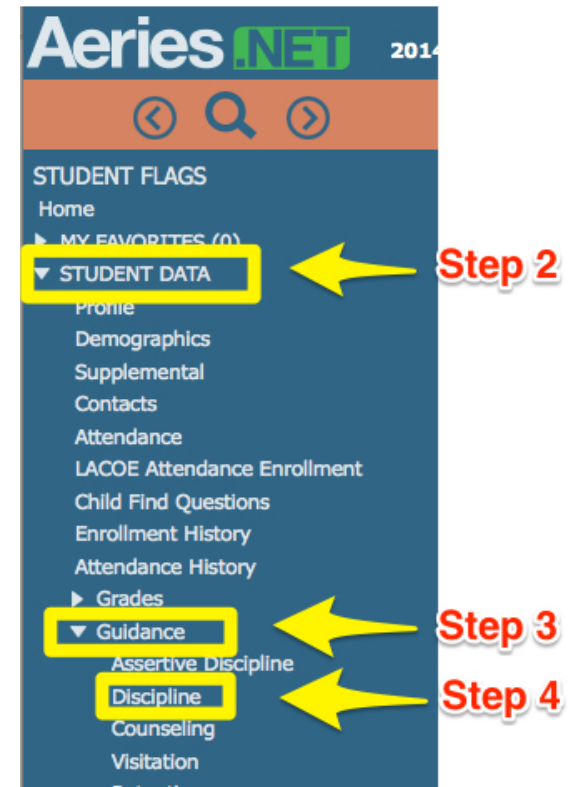 Aeries .NET 2014
STUDENT FLAGS
Home
MY FAVORITES (0)
STUDENT DATA Step 2
Profile
Demographics
Supplemental
Contacts
Attendance
LACOE Attendance Enrollment
Child Find Questions
Enrollment History
Attendance History
Grades
Guidance Step 3
Assertive Discipline
Discipline Step 4
Counseling
Visitation